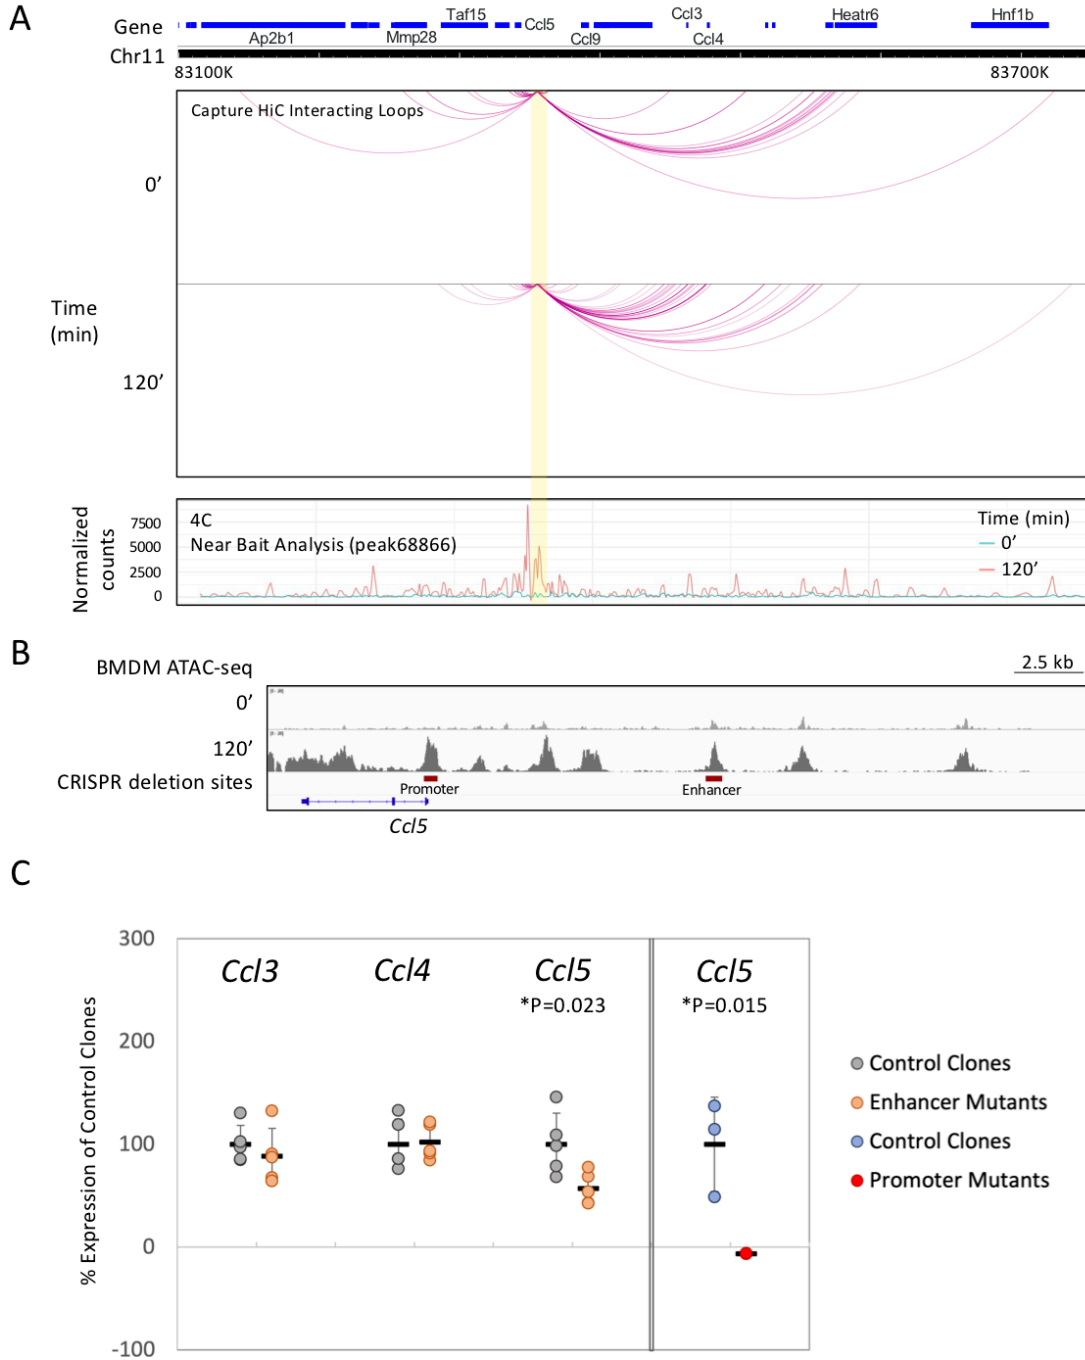 A
Gene
Taf15
Ccl5
Ccl3
Heatr6
Hnf1b
Ap2b1
Mmp28
Ccl9
Ccl4
Chr11
83100K
83700K
Capture HiC Interacting Loops
0’
Time
(min)
120’
Normalized
counts
7500
5000
2500
0
4C
Near Bait Analysis (peak68866)
Time (min)
0’
120’
B
BMDM ATAC-seq
2.5 kb
0’
120’
CRISPR deletion sites
Promoter
Enhancer
Ccl5
C
% Expression of Control Clones
300
200
100
0
-100
Ccl3
Ccl4
Ccl5
*P=0.023
Ccl5
*P=0.015
Control Clones
Enhancer Mutants
Control Clones
Promoter Mutants